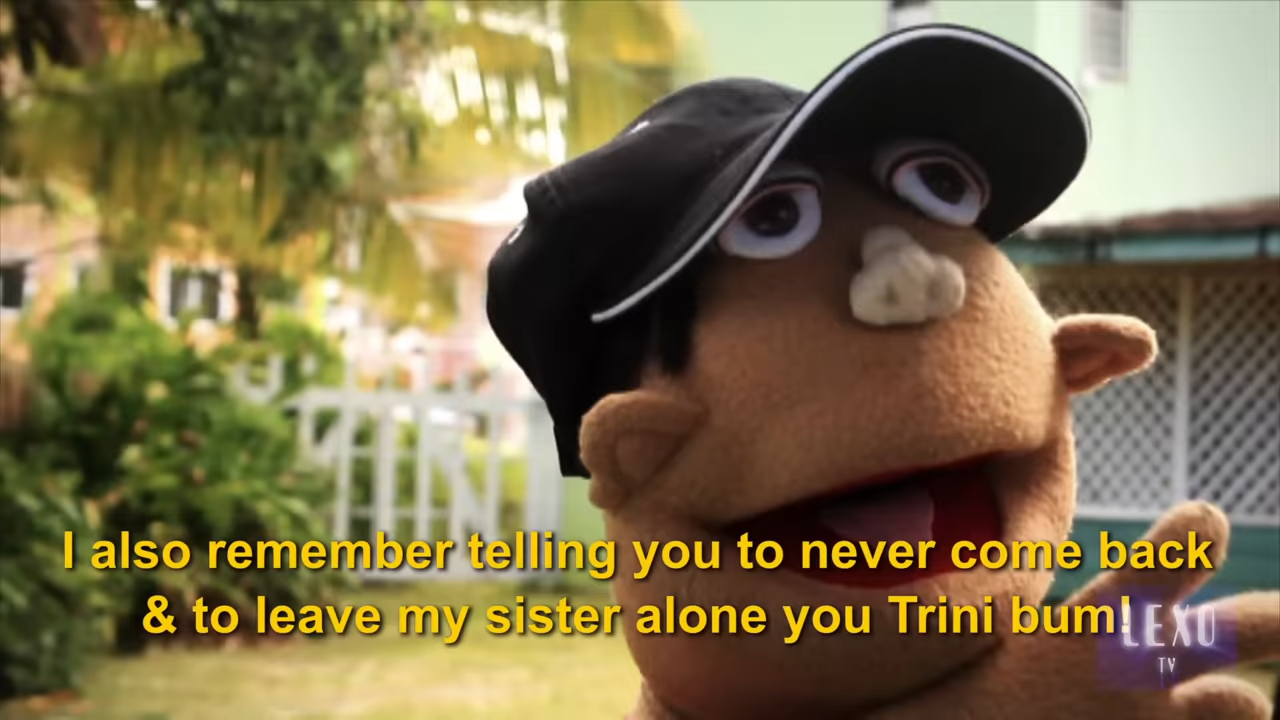 I also remember telling you to never come back
& to leave my sister alone you Trini bum!
LEXO
TV